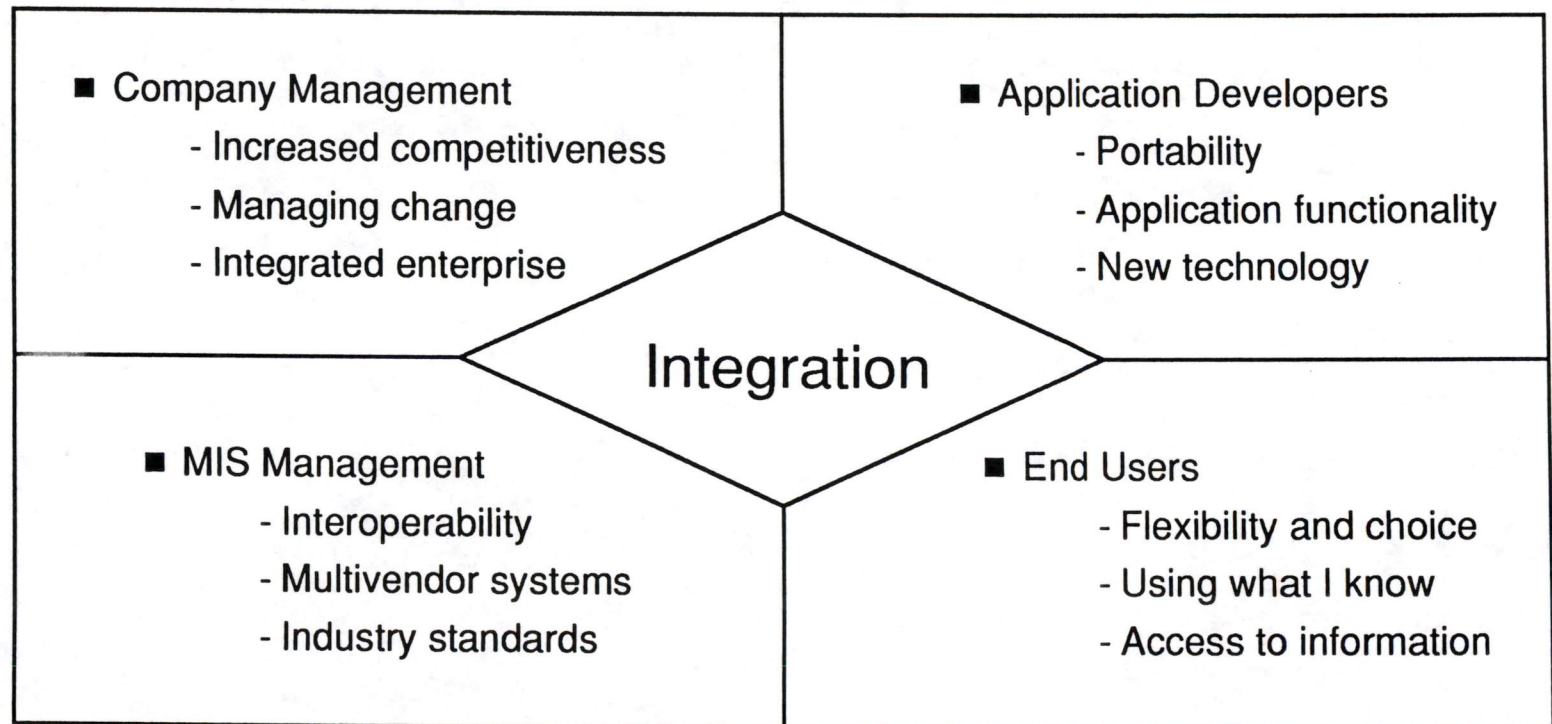 ■ Company Management
- Increased competitiveness
- Managing change
- Integrated enterprise
■ Application Developers
- Portability
- Application functionality
- New technology
Integration
■ MIS Management
- Interoperability
- Multivendor systems
- Industry standards
■ End Users
- Flexibility and choice
- Using what I know
- Access to information